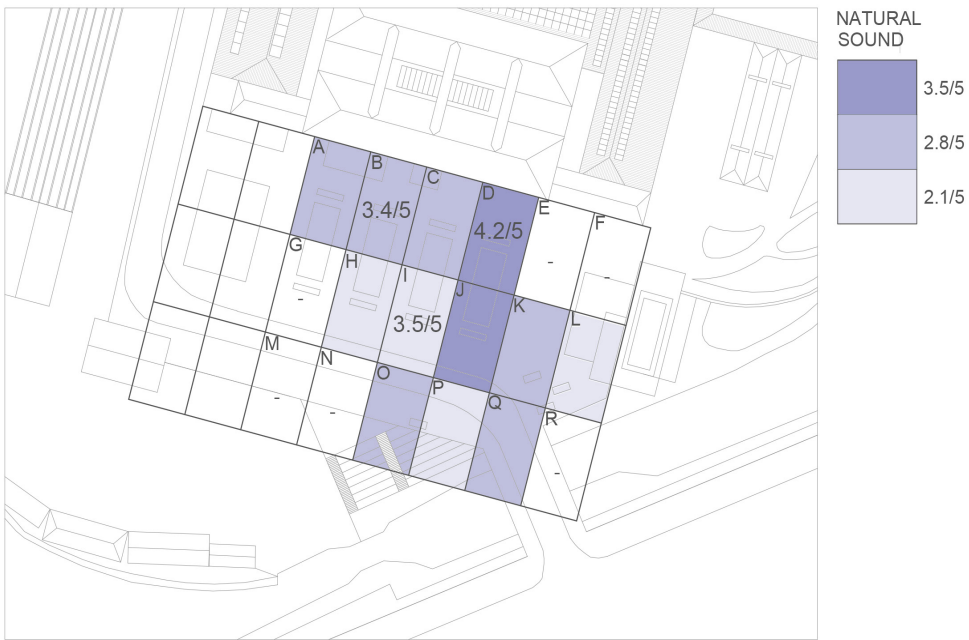 NATURAL
SOUND
3.5/5
2.8/5
2.1/5
A
B
C
D
E
F
3.4/5
4.2/5
-
-
G
H
I
J
K
L
-
3.5/5
M
N
O
P
Q
R
-
-
-